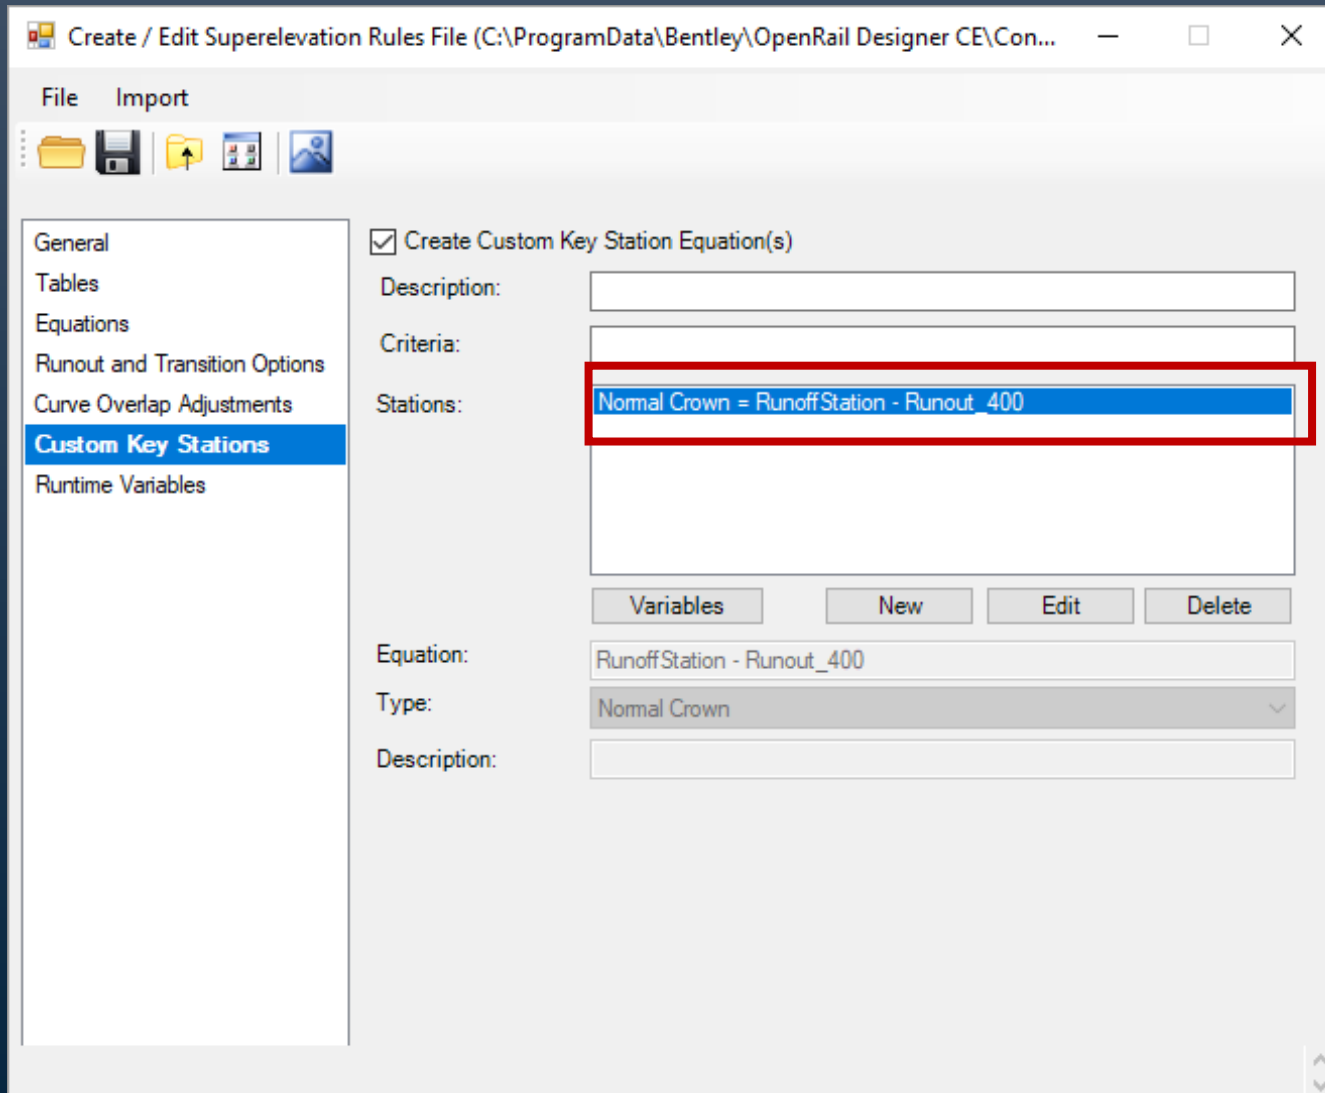 Create / Edit Superelevation Rules File (C:\ProgramData\Bentley\OpenRail Designer CE\Con...
File Import
General
Tables
Equations
Runout and Transition Options
Curve Overlap Adjustments
Custom Key Stations
Runtime Variables
Create Custom Key Station Equation(s)
Description:
Criteria:
Stations:
Normal Crown = RunoffStation - Runout_400
Variables New Edit Delete
Equation:
RunoffStation - Runout_400
Type:
Normal Crown
Description: